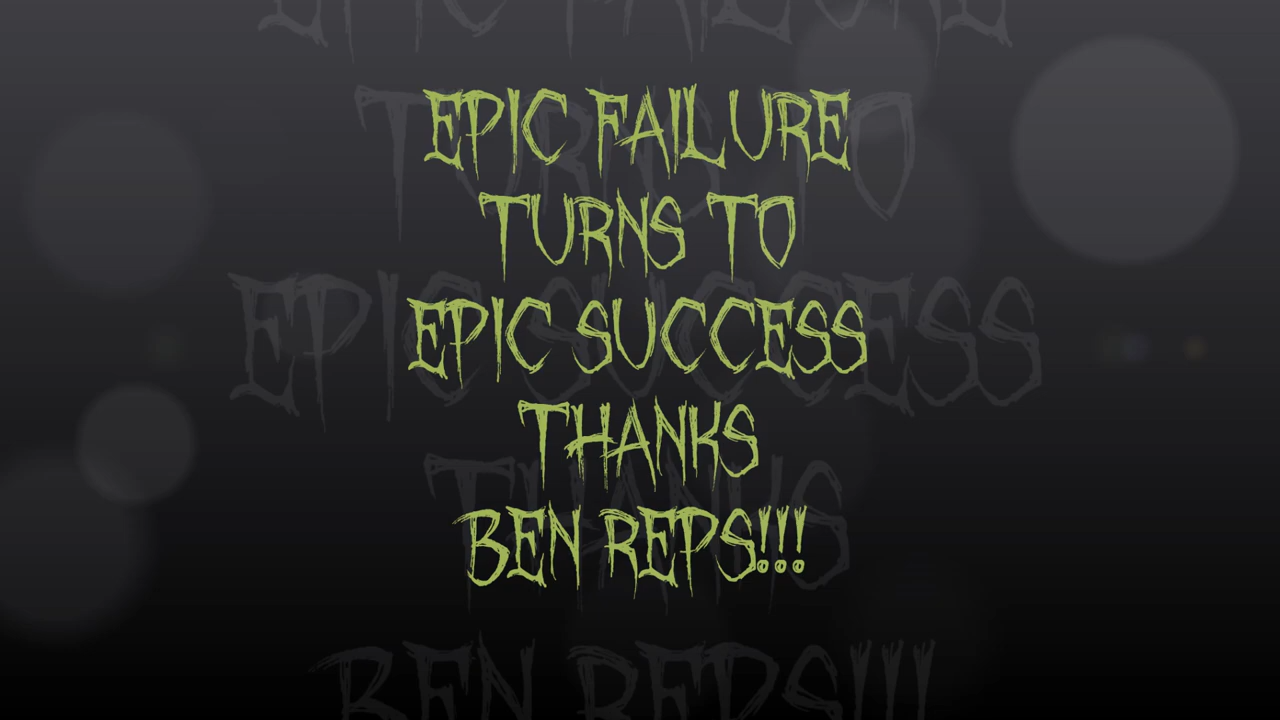 EPIC FAILURE
TURNS TO
EPIC SUCCESS
THANKS
BEN REPS!!!